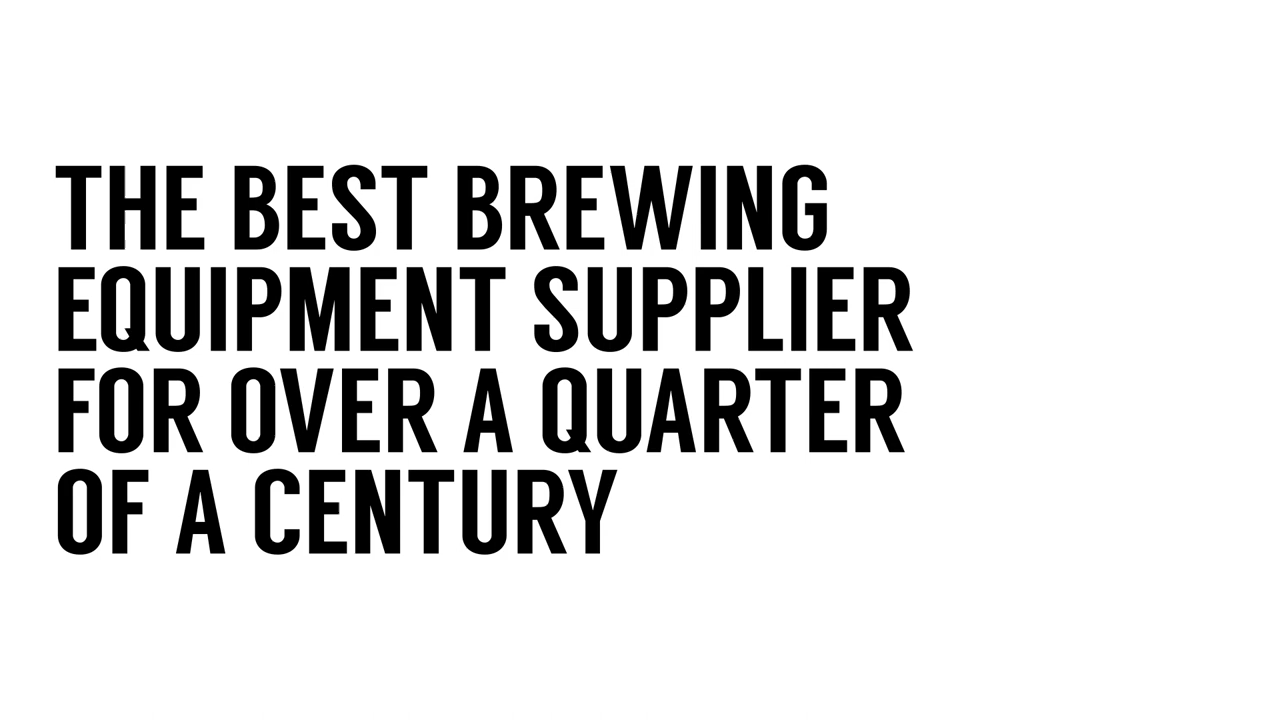 THE BEST BREWING
EQUIPMENT SUPPLIER
FOR OVER A QUARTER
OF A CENTURY